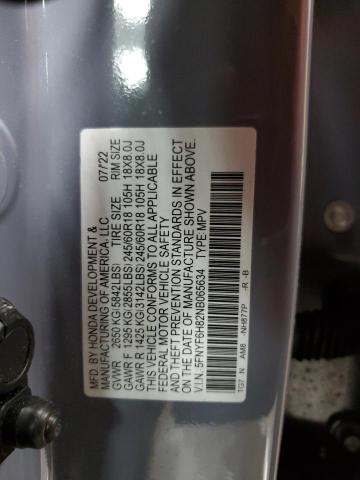 MFD. BY HONDA DEVELOPMENT &
MANUFACTURING OF AMERICA, LLC 07/22
GVWR 2650 KG(5842LBS) TIRE SIZE RIM SIZE
GAWR F 1295 KG(2855LBS) 245/60R18 105H 18X8.0J
GAWR R 1425 KG(3142LBS) 245/60R18 105H 18X8.0J
THIS VEHICLE CONFORMS TO ALL APPLICABLE
FEDERAL MOTOR VEHICLE SAFETY
AND THEFT PREVENTION STANDARDS IN EFFECT
ON THE DATE OF MANUFACTURE SHOWN ABOVE.
V.I.N. 5FNYF6H82NB065634 TYPE:MPV
TG7 N AM8 -NH877P -R -B